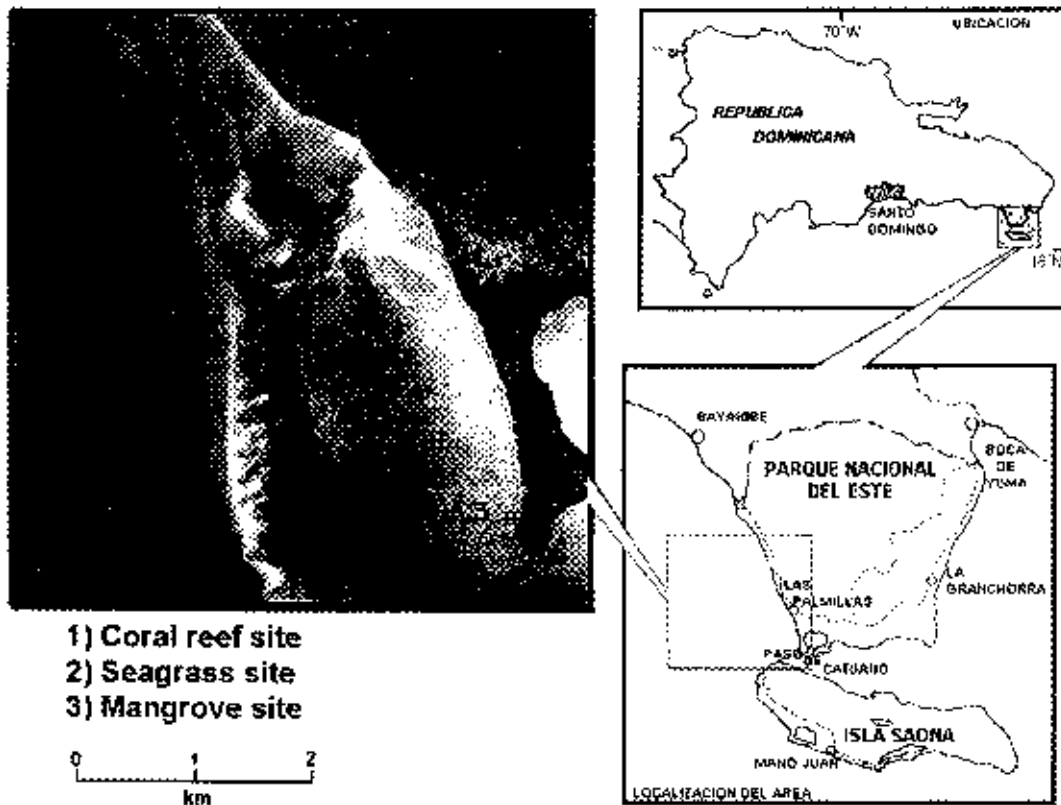 1) Coral reef site
2) Seagrass site
3) Mangrove site
0 1 2
km
UBICACION
70°W
REPUBLICA
DOMINICANA
SANTO
DOMINGO
18°N
BAYAHIBE
PARQUE NACIONAL
DEL ESTE
BOCA
DE
YUMA
LAS
PALMILLAS
LA
GRANCHORRA
PASO
DE
CATUANO
ISLA SAONA
MANO JUAN
LOCALIZACION DEL AREA